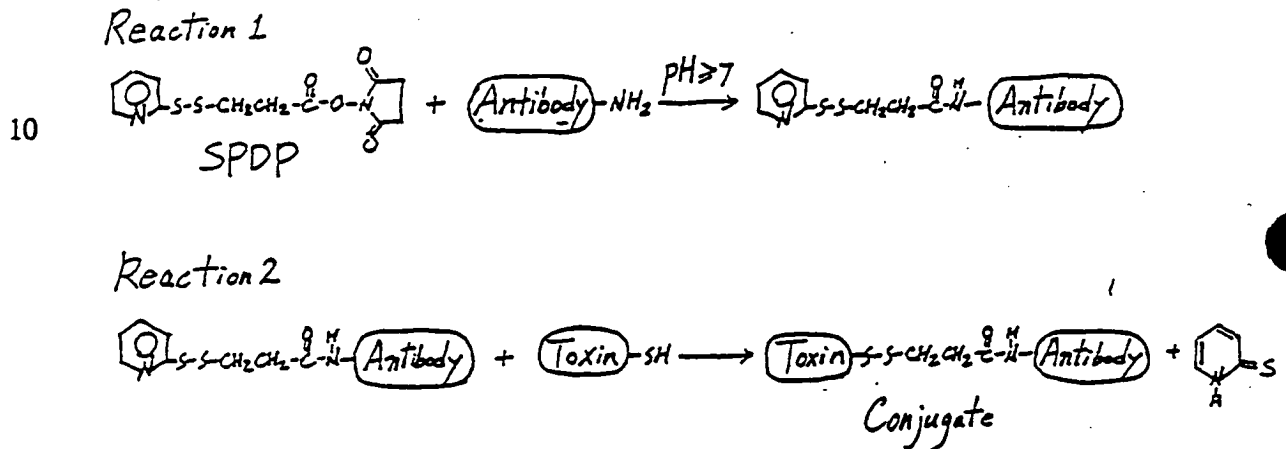 Reaction 1
10
S-S-CH₂CH₂-C-O-N + Antibody-NH₂ pH≥7 → N S-S-CH₂CH₂-C-N- Antibody
O O O O H
SPDP
Reaction 2
N S-S-CH₂CH₂-C-N-Antibody + Toxin-SH → Toxin-S-S-CH₂CH₂-C-N-Antibody + N =S
O H O H H
Conjugate